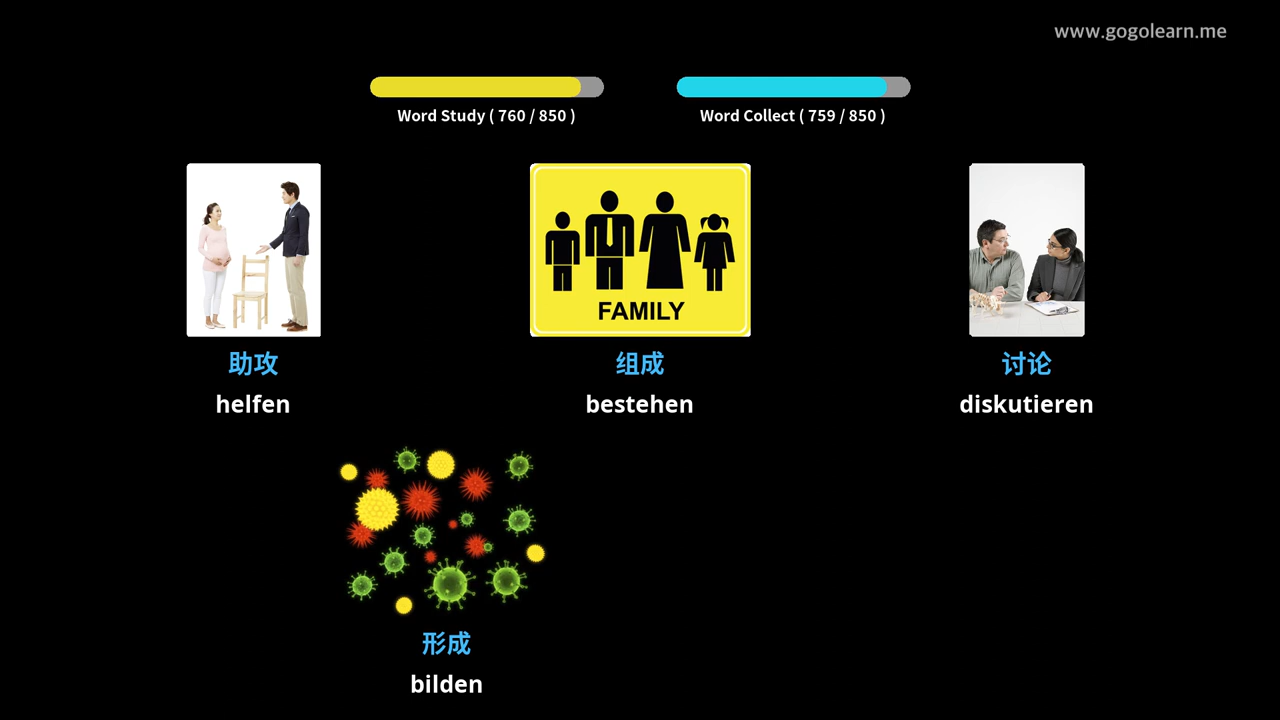 www.gogolearn.me
Word Study ( 760 / 850 )
Word Collect ( 759 / 850 )
FAMILY
助攻
组成
讨论
helfen
bestehen
diskutieren
形成
bilden